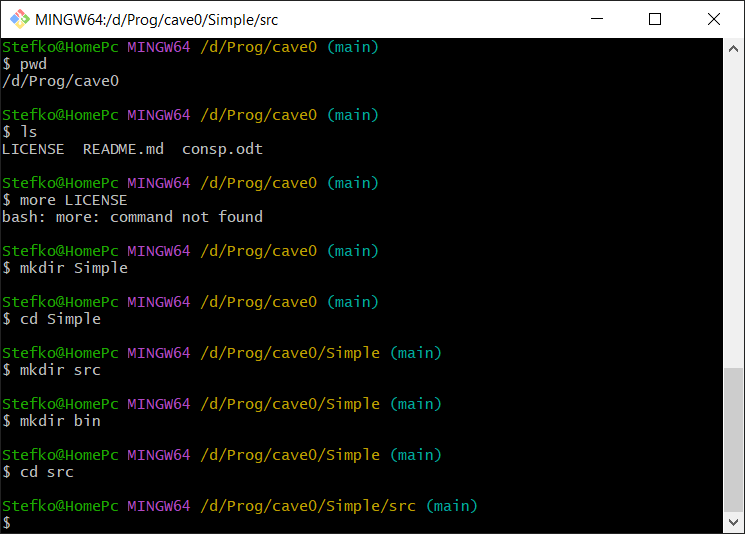 MINGW64:/d/Prog/cave0/Simple/src
Stefko@HomePc MINGW64 /d/Prog/cave0 (main)
$ pwd
/d/Prog/cave0
Stefko@HomePc MINGW64 /d/Prog/cave0 (main)
$ ls
LICENSE  README.md  consp.odt
Stefko@HomePc MINGW64 /d/Prog/cave0 (main)
$ more LICENSE
bash: more: command not found
Stefko@HomePc MINGW64 /d/Prog/cave0 (main)
$ mkdir Simple
Stefko@HomePc MINGW64 /d/Prog/cave0 (main)
$ cd Simple
Stefko@HomePc MINGW64 /d/Prog/cave0/Simple (main)
$ mkdir src
Stefko@HomePc MINGW64 /d/Prog/cave0/Simple (main)
$ mkdir bin
Stefko@HomePc MINGW64 /d/Prog/cave0/Simple (main)
$ cd src
Stefko@HomePc MINGW64 /d/Prog/cave0/Simple/src (main)
$